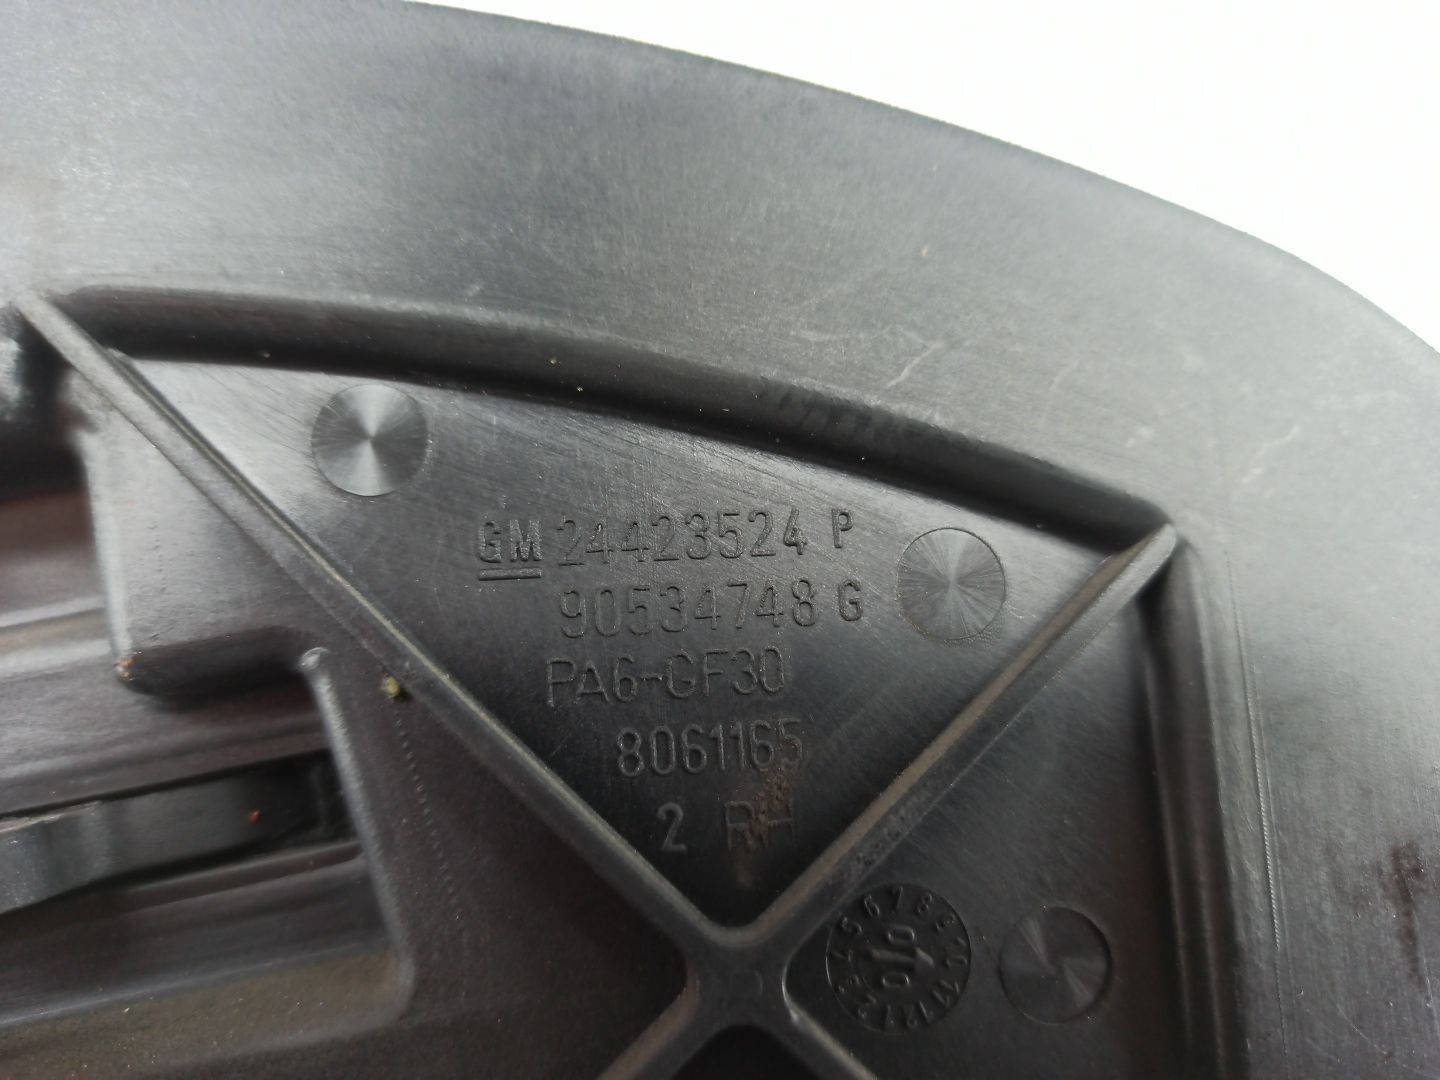 GM 24423524 P
90534748 G
PA6-GF30
8061165
2 RH